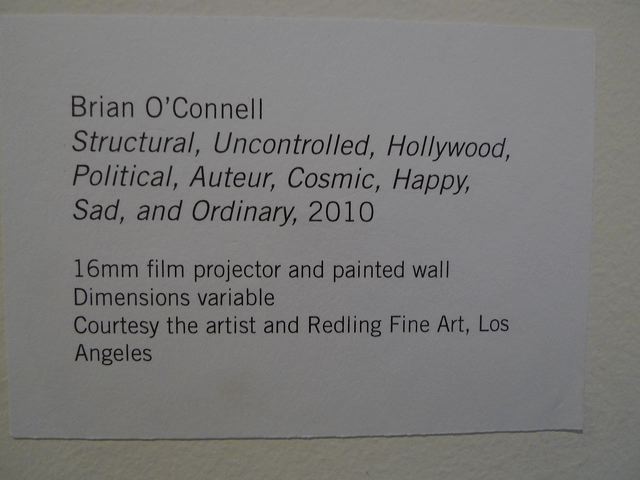 Brian O'Connell
Structural, Uncontrolled, Hollywood,
Political, Auteur, Cosmic, Happy,
Sad, and Ordinary, 2010
16mm film projector and painted wall
Dimensions variable
Courtesy the artist and Redling Fine Art, Los
Angeles